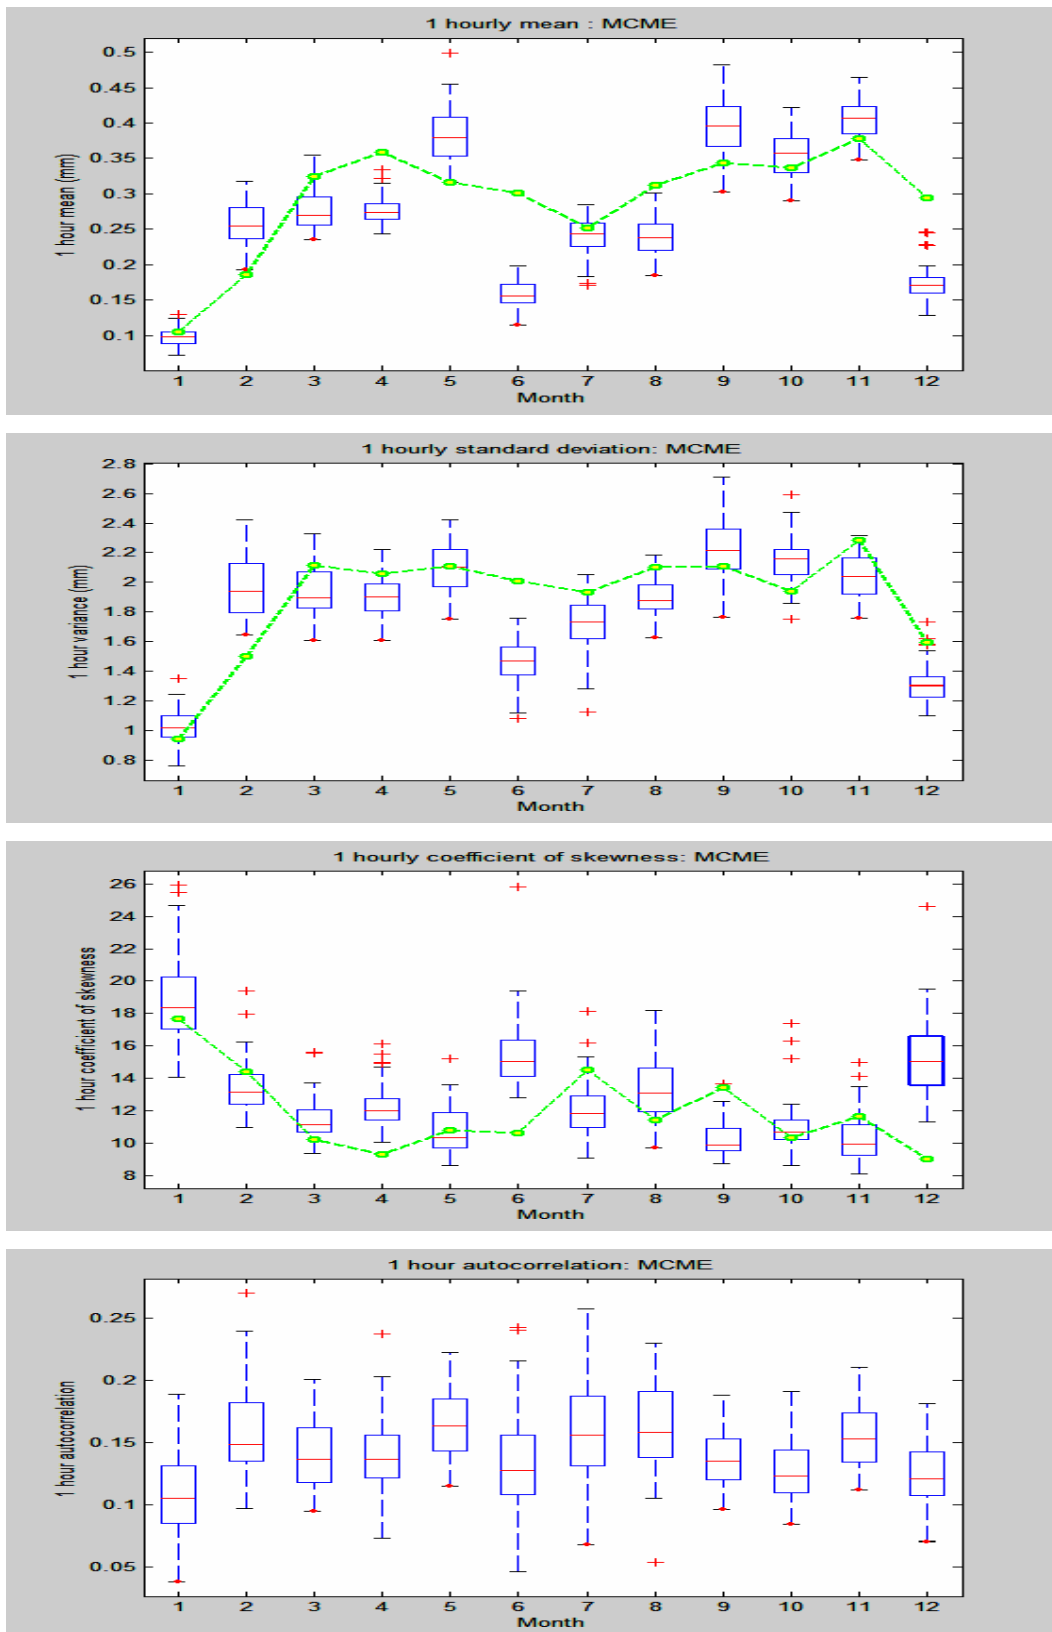 1 hourly mean : MCME
0.5
0.45
0.4
0.35
0.3
0.25
0.2
0.15
0.1
1 hour mean (mm)
1 2 3 4 5 6 7 8 9 10 11 12
Month
1 hourly standard deviation: MCME
2.8
2.6
2.4
2.2
2
1.8
1.6
1.4
1.2
1
0.8
1 hour variance (mm)
1 2 3 4 5 6 7 8 9 10 11 12
Month
1 hourly coefficient of skewness: MCME
26
24
22
20
18
16
14
12
10
8
1 hour coefficient of skewness
1 2 3 4 5 6 7 8 9 10 11 12
Month
1 hour autocorrelation: MCME
0.25
0.2
0.15
0.1
0.05
1 hour autocorrelation
1 2 3 4 5 6 7 8 9 10 11 12
Month